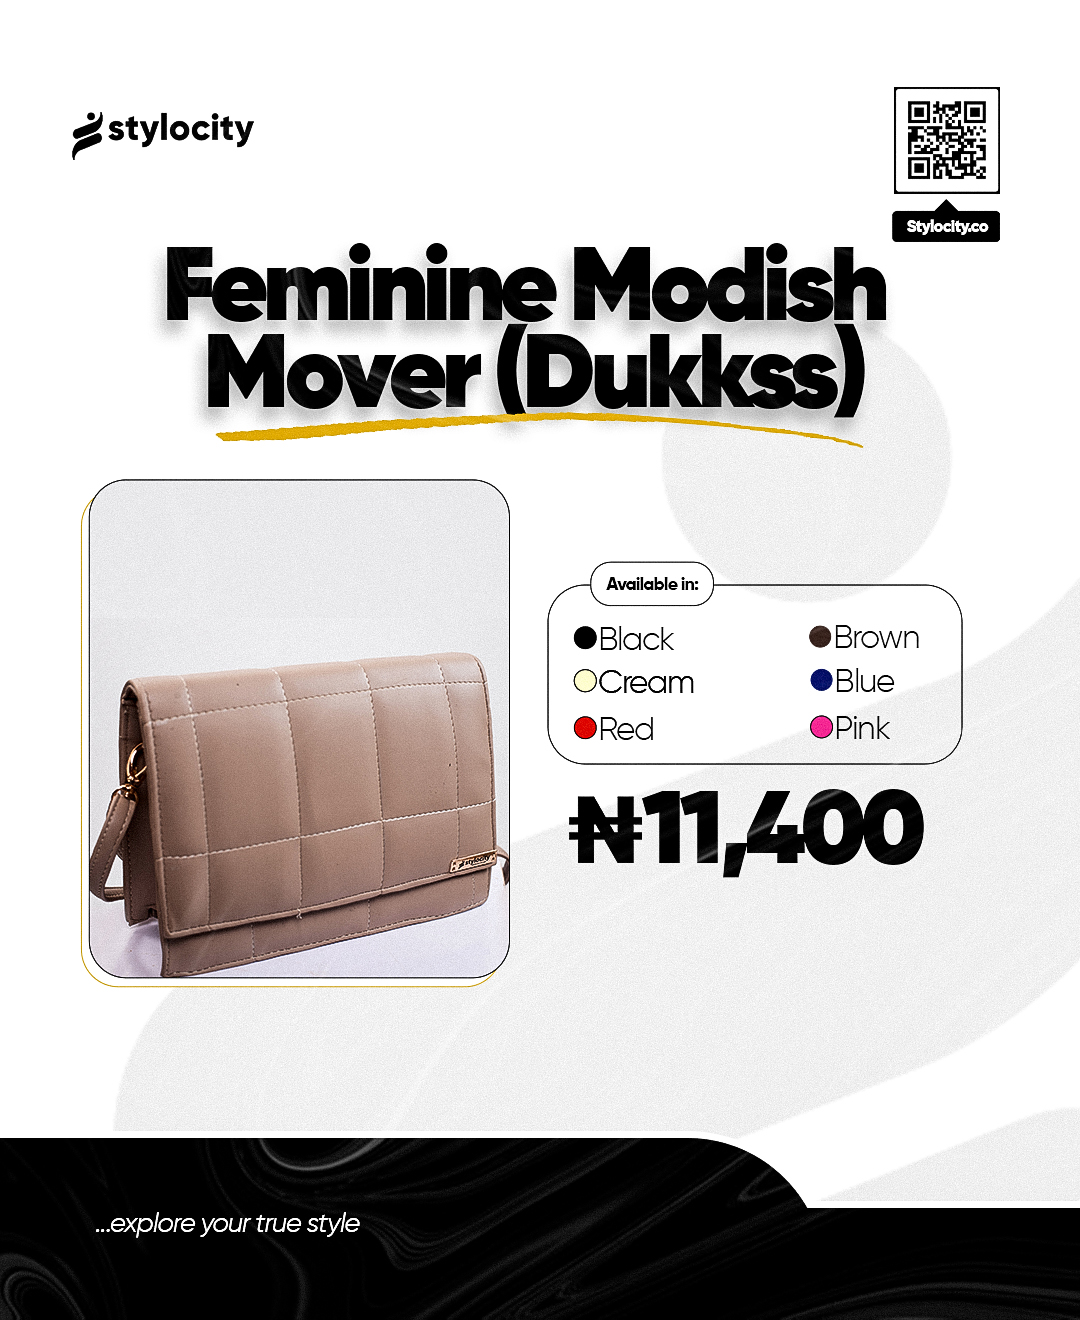 stylocity
Stylocity.co
Feminine Modish
Mover (Dukkss)
Available in:
Black
Brown
Cream
Blue
Red
Pink
₦11,400
stylocity
...explore your true style